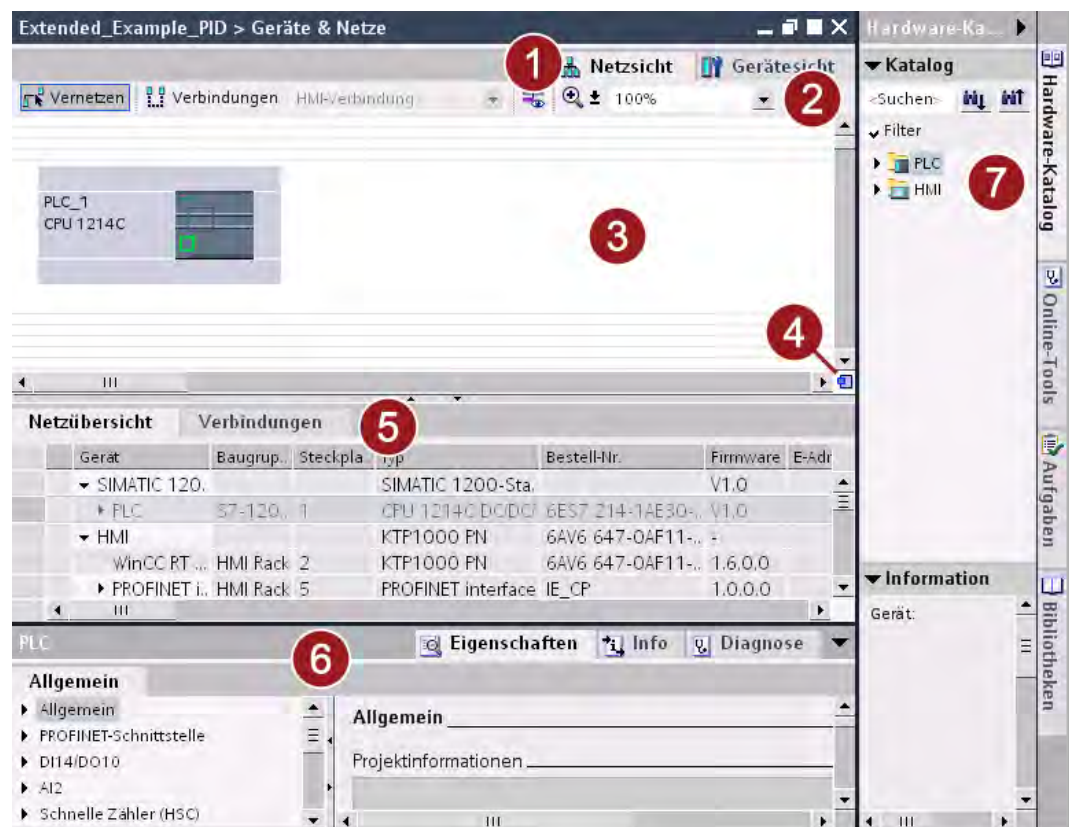 Extended_Example_PID > Geräte & Netze
1
Netzsicht
Gerätesicht
Vernetzen
Verbindungen
HMI-Verbindung
100%
2
PLC_1
CPU 1214C
3
4
Netzübersicht
Verbindungen
5
Gerät Baugrup.. Steckpla.. Typ Bestell-Nr. Firmware E-Adr
SIMATIC 120. SIMATIC 1200-Sta. V1.0
PLC S7-120.. 1 CPU 1214C DC/DC/ 6ES7 214-1AE30-.. V1.0
HMI KTP1000 PN 6AV6 647-0AF11-.. -
WinCC RT ... HMI Rack 2 KTP1000 PN 6AV6 647-0AF11-.. 1.6.0.0
PROFINET i.. HMI Rack 5 PROFINET interface IE_CP 1.0.0.0
PLC
6
Eigenschaften
Info
Diagnose
Allgemein
Allgemein
PROFINET-Schnittstelle
DI14/DO10
AI2
Schnelle Zähler (HSC)
Allgemein
Projektinformationen
Hardware-Ka...
Katalog
<Suchen>
Filter
PLC
HMI
7
Information
Gerät:
Hardware-Katalog
Online-Tools
Aufgaben
Bibliotheken